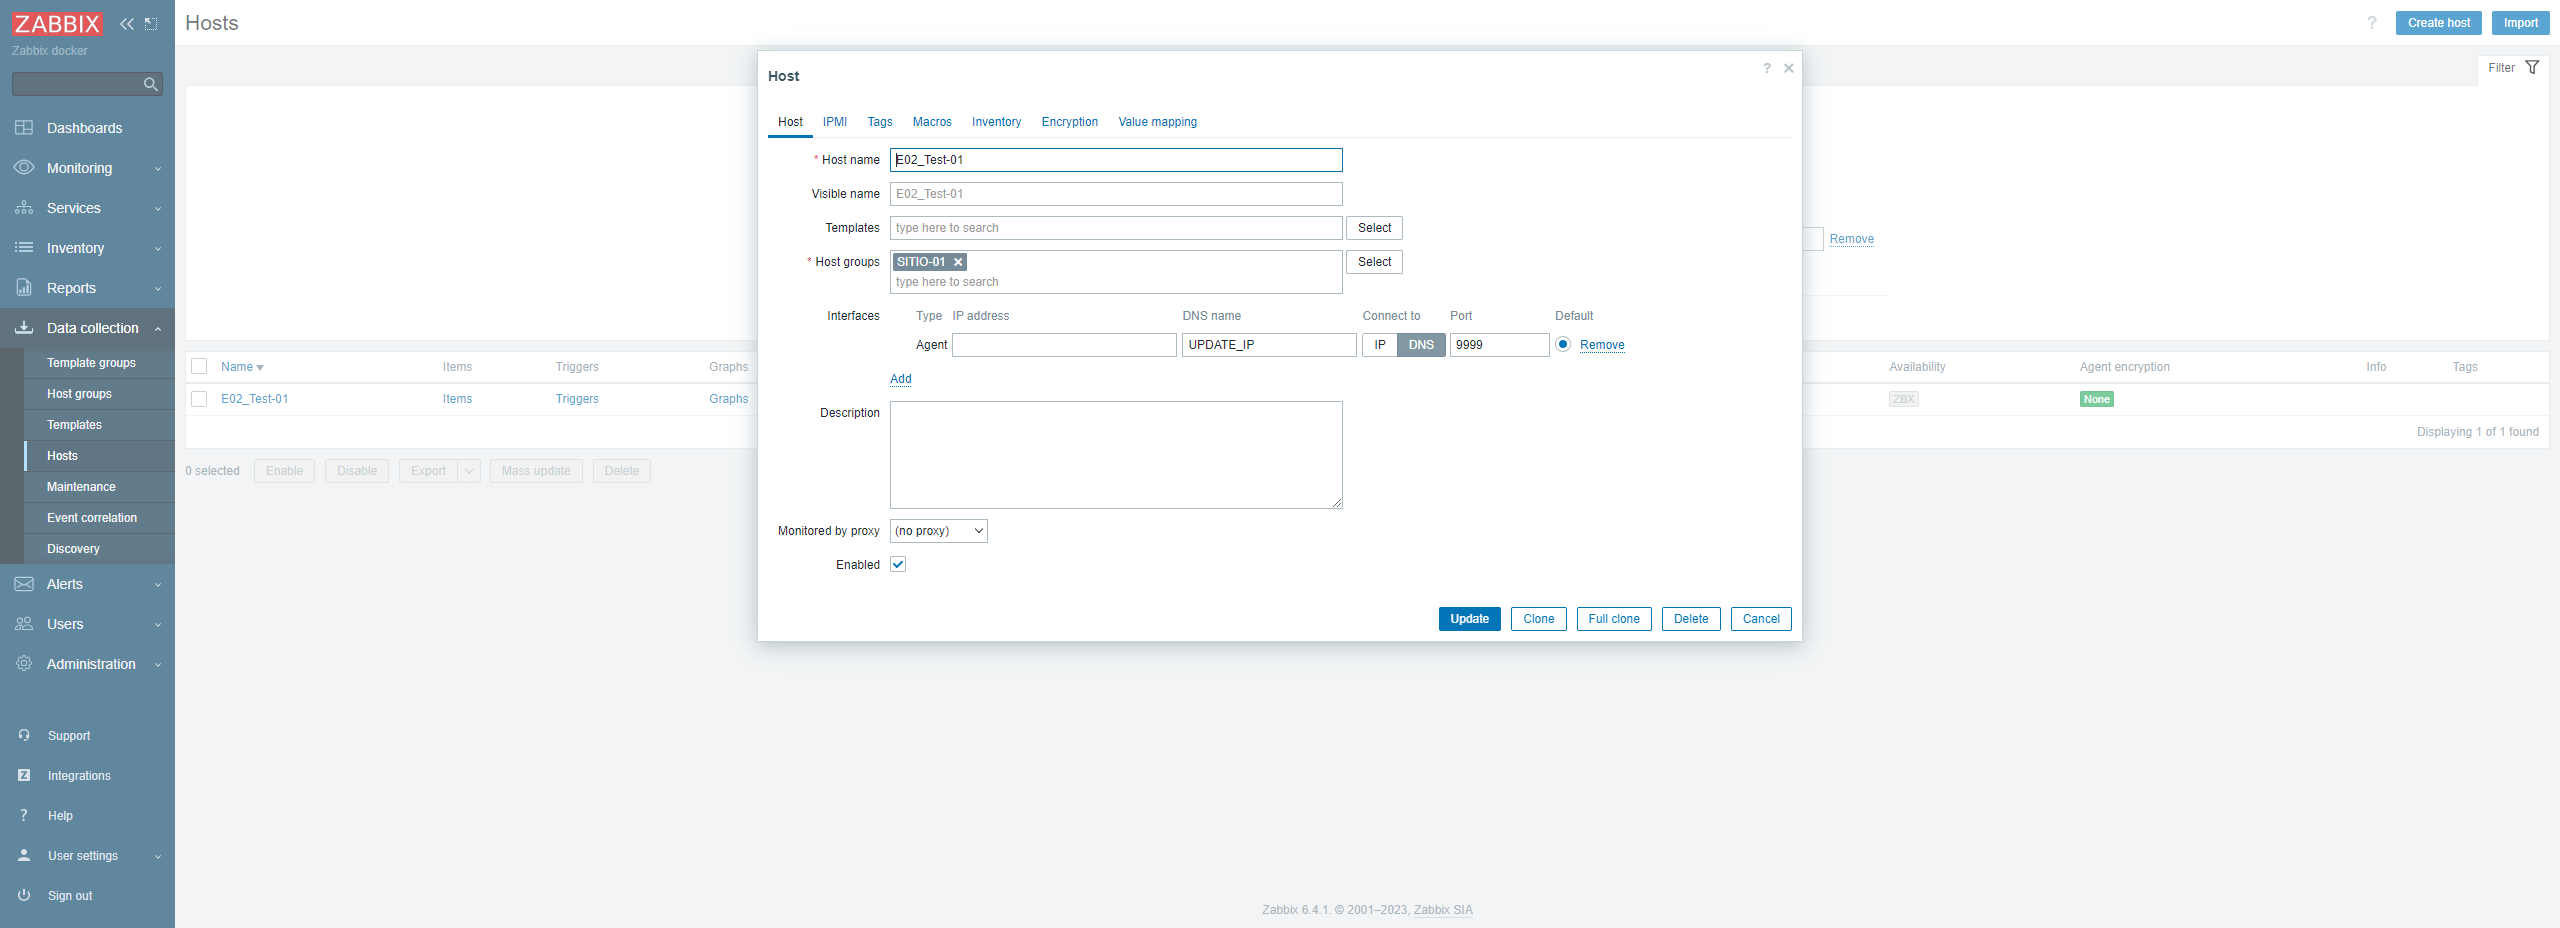 ZABBIX
Zabbix docker
Dashboards
Monitoring
Services
Inventory
Reports
Data collection
Template groups
Host groups
Templates
Hosts
Maintenance
Event correlation
Discovery
Alerts
Users
Administration
Support
Integrations
Help
User settings
Sign out
Hosts
? Create host Import
Filter
Remove
Name Items Triggers Graphs Availability Agent encryption Info Tags
E02_Test-01 Items Triggers Graphs ZBX None
Displaying 1 of 1 found
0 selected Enable Disable Export Mass update Delete
Host
Host IPMI Tags Macros Inventory Encryption Value mapping
* Host name E02_Test-01
Visible name E02_Test-01
Templates type here to search Select
* Host groups SITIO-01 Select
type here to search
Interfaces Type IP address DNS name Connect to Port Default
Agent UPDATE_IP IP DNS 9999 Remove
Add
Description
Monitored by proxy (no proxy)
Enabled
Update Clone Full clone Delete Cancel
Zabbix 6.4.1. © 2001–2023, Zabbix SIA